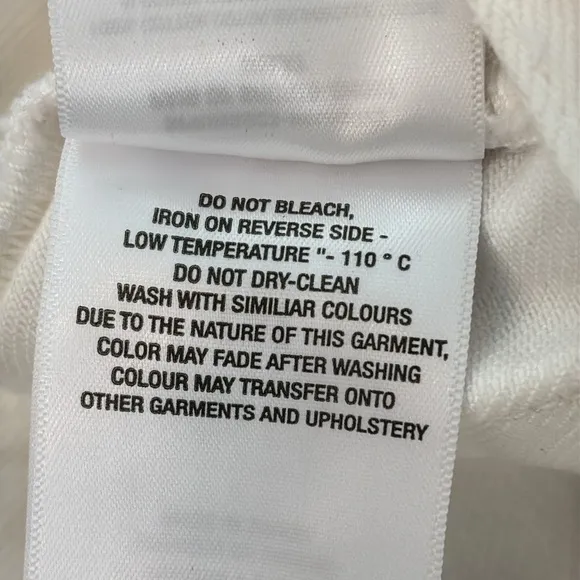 DO NOT BLEACH,
IRON ON REVERSE SIDE -
LOW TEMPERATURE "- 110 ° C
DO NOT DRY-CLEAN
WASH WITH SIMILIAR COLOURS
DUE TO THE NATURE OF THIS GARMENT,
COLOR MAY FADE AFTER WASHING
COLOUR MAY TRANSFER ONTO
OTHER GARMENTS AND UPHOLSTERY